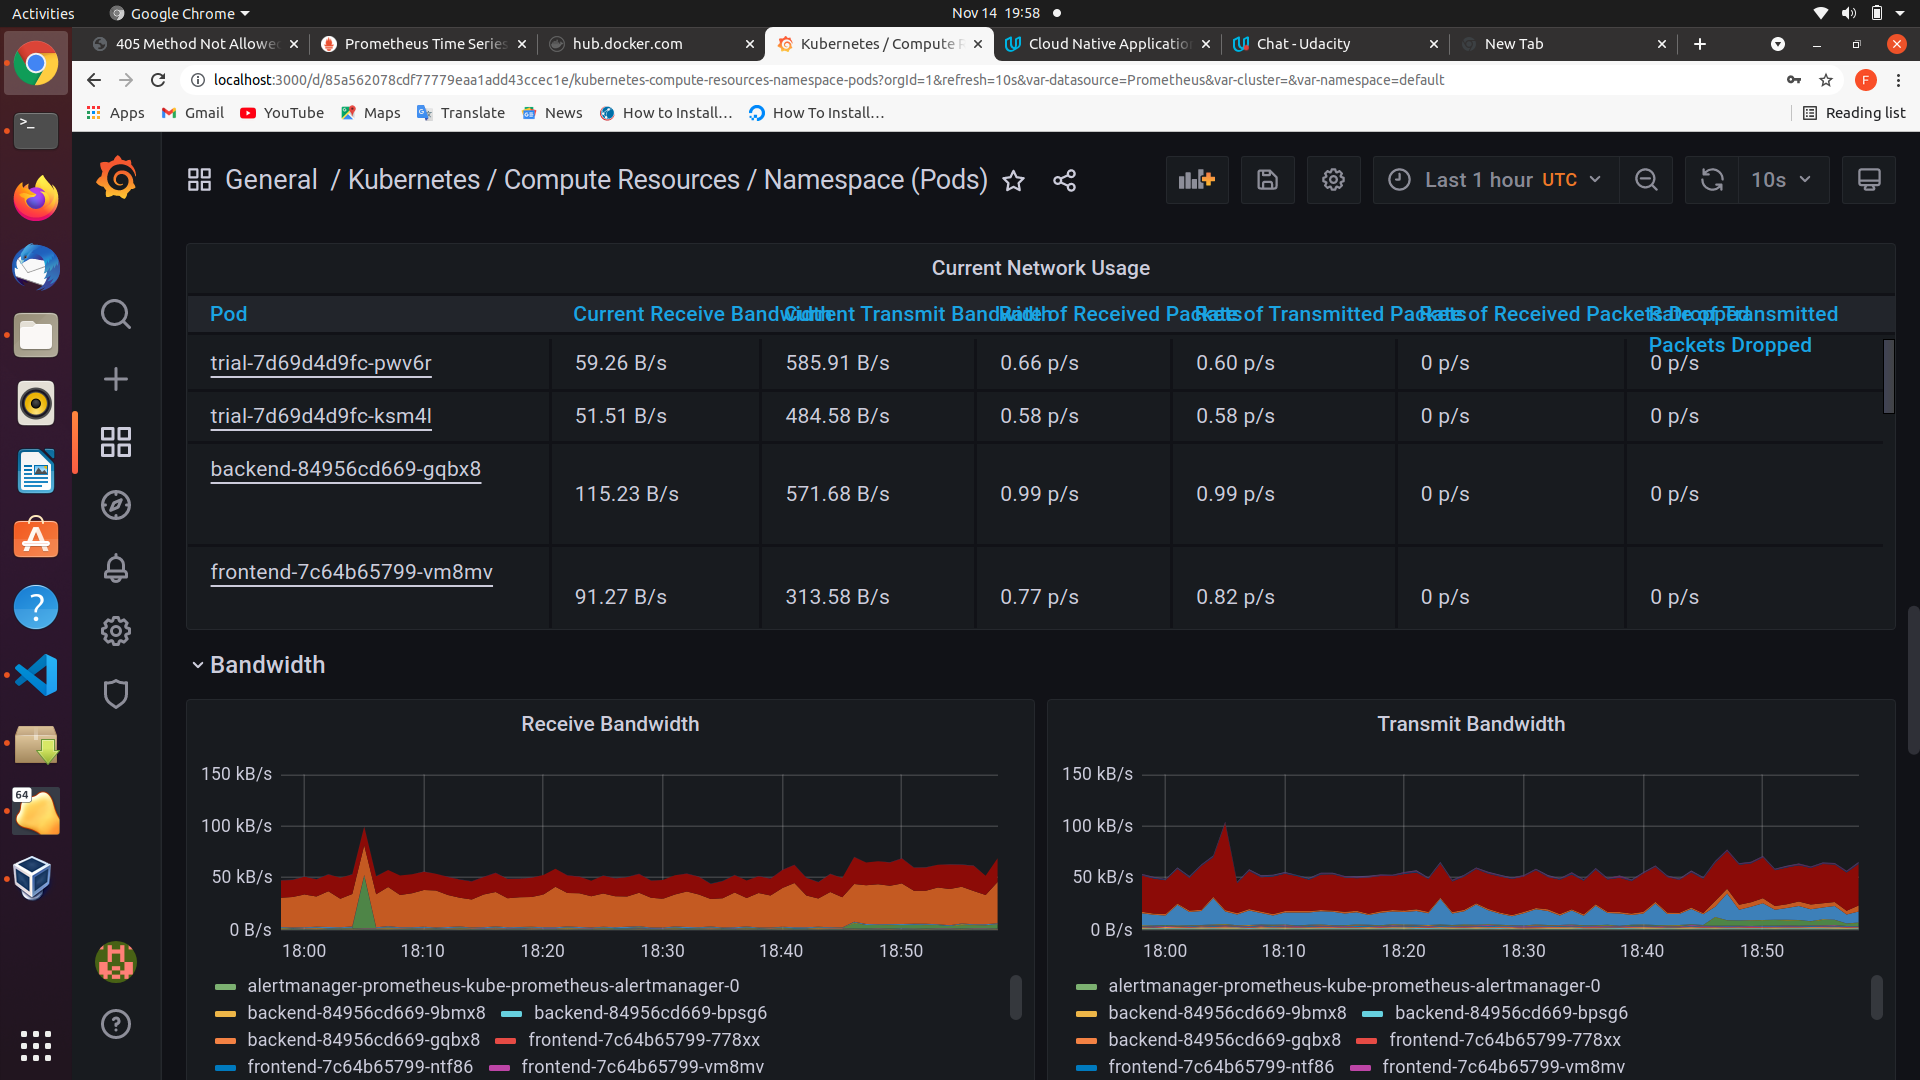 Activities
Google Chrome
Nov 14 19:58
405 Method Not Allowe
Prometheus Time Series
hub.docker.com
Kubernetes / Compute R
Cloud Native Applicatio
Chat - Udacity
New Tab
localhost:3000/d/85a562078cdf77779eaa1add43ccec1e/kubernetes-compute-resources-namespace-pods?orgId=1&refresh=10s&var-datasource=Prometheus&var-cluster=&var-namespace=default
F
Apps
Gmail
YouTube
Maps
Translate
News
How to Install...
How To Install...
Reading list
General / Kubernetes / Compute Resources / Namespace (Pods)
Last 1 hour UTC
10s
Current Network Usage
Pod
Current Receive Bandwidth
Current Transmit Bandwidth
Rate of Received Packets
Rate of Transmitted Packets
Rate of Received Packets Dropped
Rate of Transmitted
Packets Dropped
trial-7d69d4d9fc-pwv6r 59.26 B/s 585.91 B/s 0.66 p/s 0.60 p/s 0 p/s 0 p/s
trial-7d69d4d9fc-ksm4l 51.51 B/s 484.58 B/s 0.58 p/s 0.58 p/s 0 p/s 0 p/s
backend-84956cd669-gqbx8 115.23 B/s 571.68 B/s 0.99 p/s 0.99 p/s 0 p/s 0 p/s
frontend-7c64b65799-vm8mv 91.27 B/s 313.58 B/s 0.77 p/s 0.82 p/s 0 p/s 0 p/s
64
Bandwidth
Receive Bandwidth
150 kB/s
100 kB/s
50 kB/s
0 B/s
18:00 18:10 18:20 18:30 18:40 18:50
alertmanager-prometheus-kube-prometheus-alertmanager-0
backend-84956cd669-9bmx8 backend-84956cd669-bpsg6
backend-84956cd669-gqbx8 frontend-7c64b65799-778xx
frontend-7c64b65799-ntf86 frontend-7c64b65799-vm8mv
Transmit Bandwidth
150 kB/s
100 kB/s
50 kB/s
0 B/s
18:00 18:10 18:20 18:30 18:40 18:50
alertmanager-prometheus-kube-prometheus-alertmanager-0
backend-84956cd669-9bmx8 backend-84956cd669-bpsg6
backend-84956cd669-gqbx8 frontend-7c64b65799-778xx
frontend-7c64b65799-ntf86 frontend-7c64b65799-vm8mv